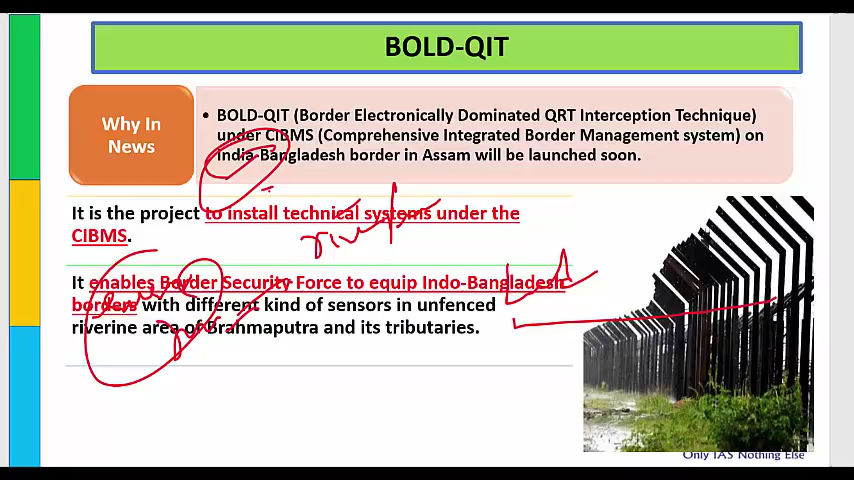 BOLD-QIT
Why In
News
• BOLD-QIT (Border Electronically Dominated QRT Interception Technique)
under CIBMS (Comprehensive Integrated Border Management system) on
India-Bangladesh border in Assam will be launched soon.
It is the project to install technical systems under the
CIBMS.
It enables Border Security Force to equip Indo-Bangladesh
borders with different kind of sensors in unfenced
riverine area of Brahmaputra and its tributaries.
Only IAS Nothing Else